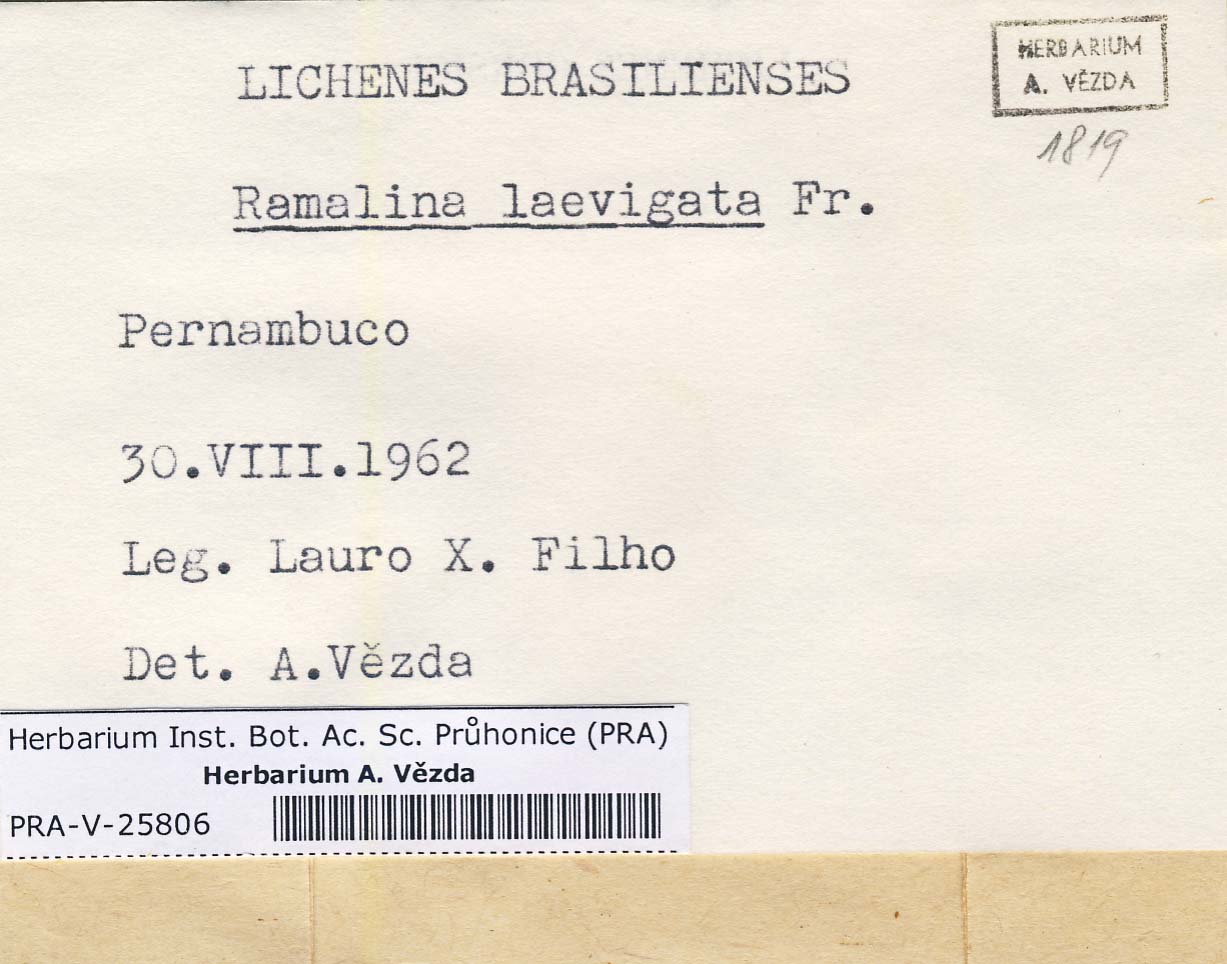 LICHENES BRASILIENSES
HERBARIUM
A. VĚZDA
1819
Ramalina laevigata Fr.
Pernambuco
30.VIII.1962
Leg. Lauro X. Filho
Det. A.Vězda
Herbarium Inst. Bot. Ac. Sc. Průhonice (PRA)
Herbarium A. Vězda
PRA-V-25806